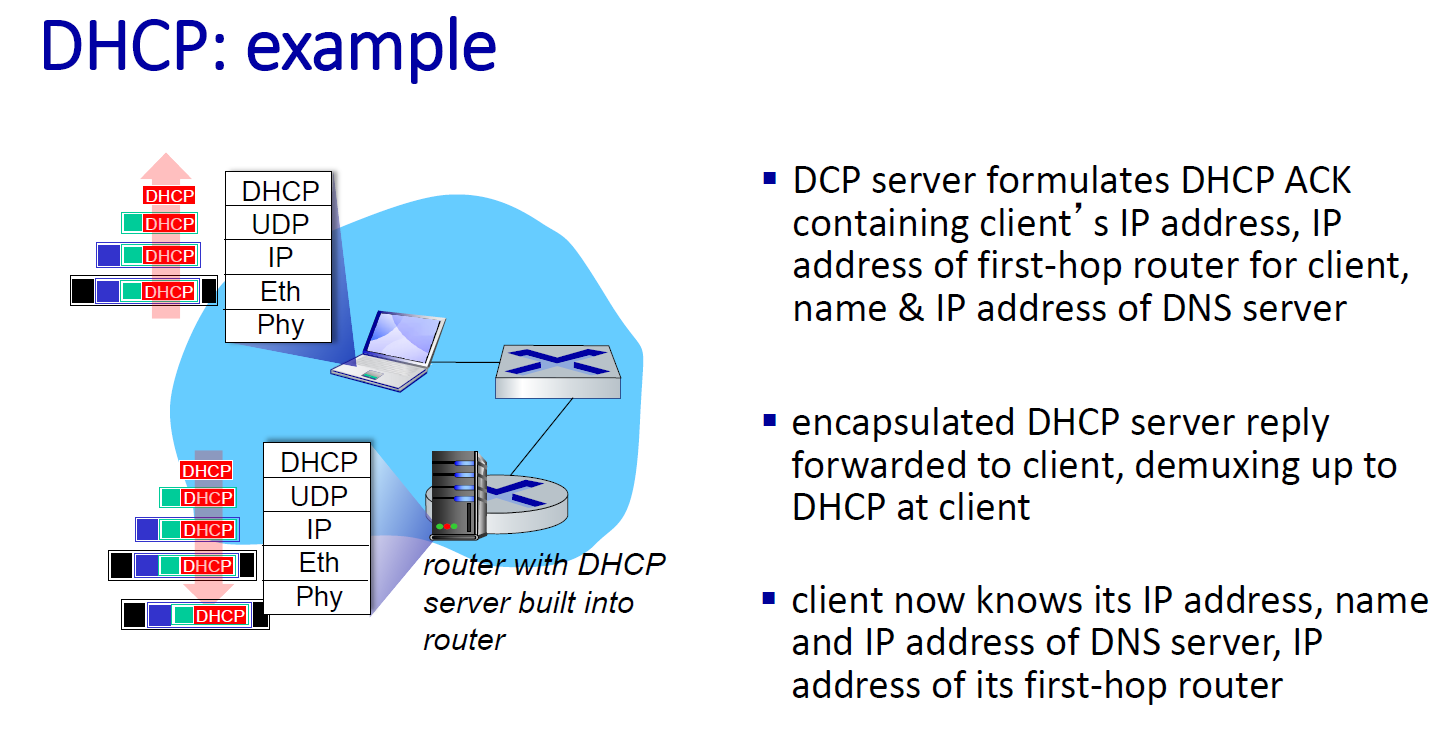 DHCP: example
DHCP
DHCP
DHCP
DHCP
DHCP
UDP
IP
Eth
Phy
DHCP
DHCP
DHCP
DHCP
DHCP
DHCP
UDP
IP
Eth
Phy
router with DHCP
server built into
router
▪ DCP server formulates DHCP ACK
containing client’s IP address, IP
address of first-hop router for client,
name & IP address of DNS server
▪ encapsulated DHCP server reply
forwarded to client, demuxing up to
DHCP at client
▪ client now knows its IP address, name
and IP address of DNS server, IP
address of its first-hop router